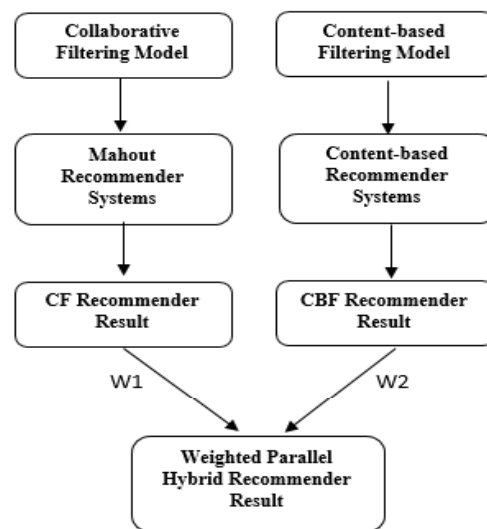 Collaborative
Filtering Model
Content-based
Filtering Model
Mahout
Recommender
Systems
Content-based
Recommender
Systems
CF Recommender
Result
CBF Recommender
Result
W1
W2
Weighted Parallel
Hybrid Recommender
Result